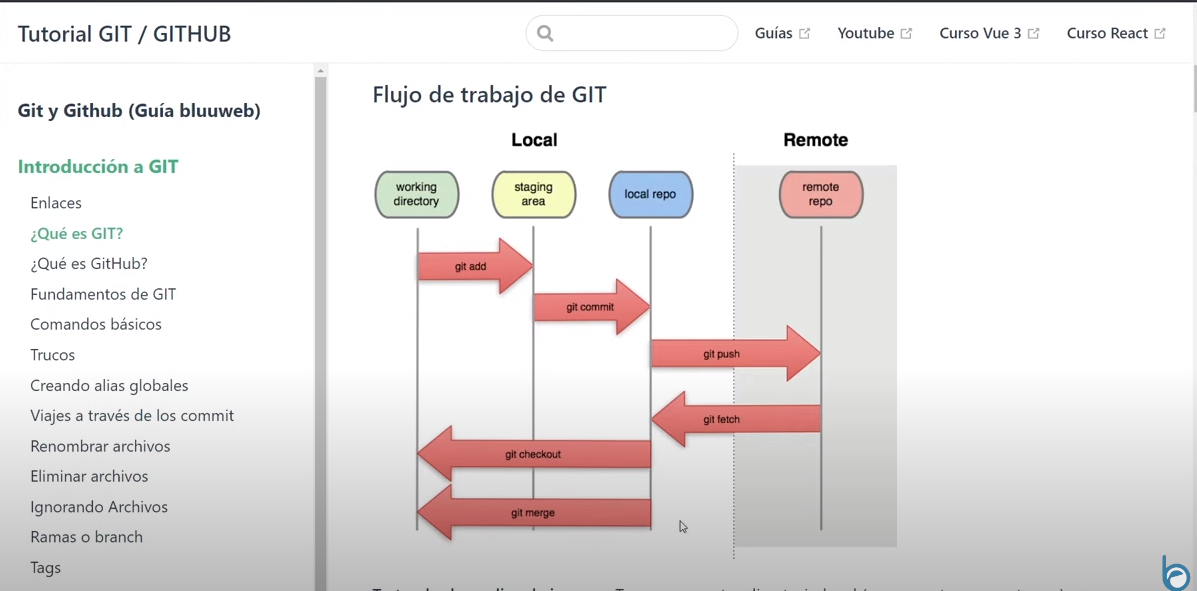 Tutorial GIT / GITHUB
Guías
Youtube
Curso Vue 3
Curso React
Git y Github (Guía bluuweb)
Introducción a GIT
Enlaces
¿Qué es GIT?
¿Qué es GitHub?
Fundamentos de GIT
Comandos básicos
Trucos
Creando alias globales
Viajes a través de los commit
Renombrar archivos
Eliminar archivos
Ignorando Archivos
Ramas o branch
Tags
Flujo de trabajo de GIT
Local
Remote
working
directory
staging
area
local repo
remote
repo
git add
git commit
git push
git fetch
git checkout
git merge